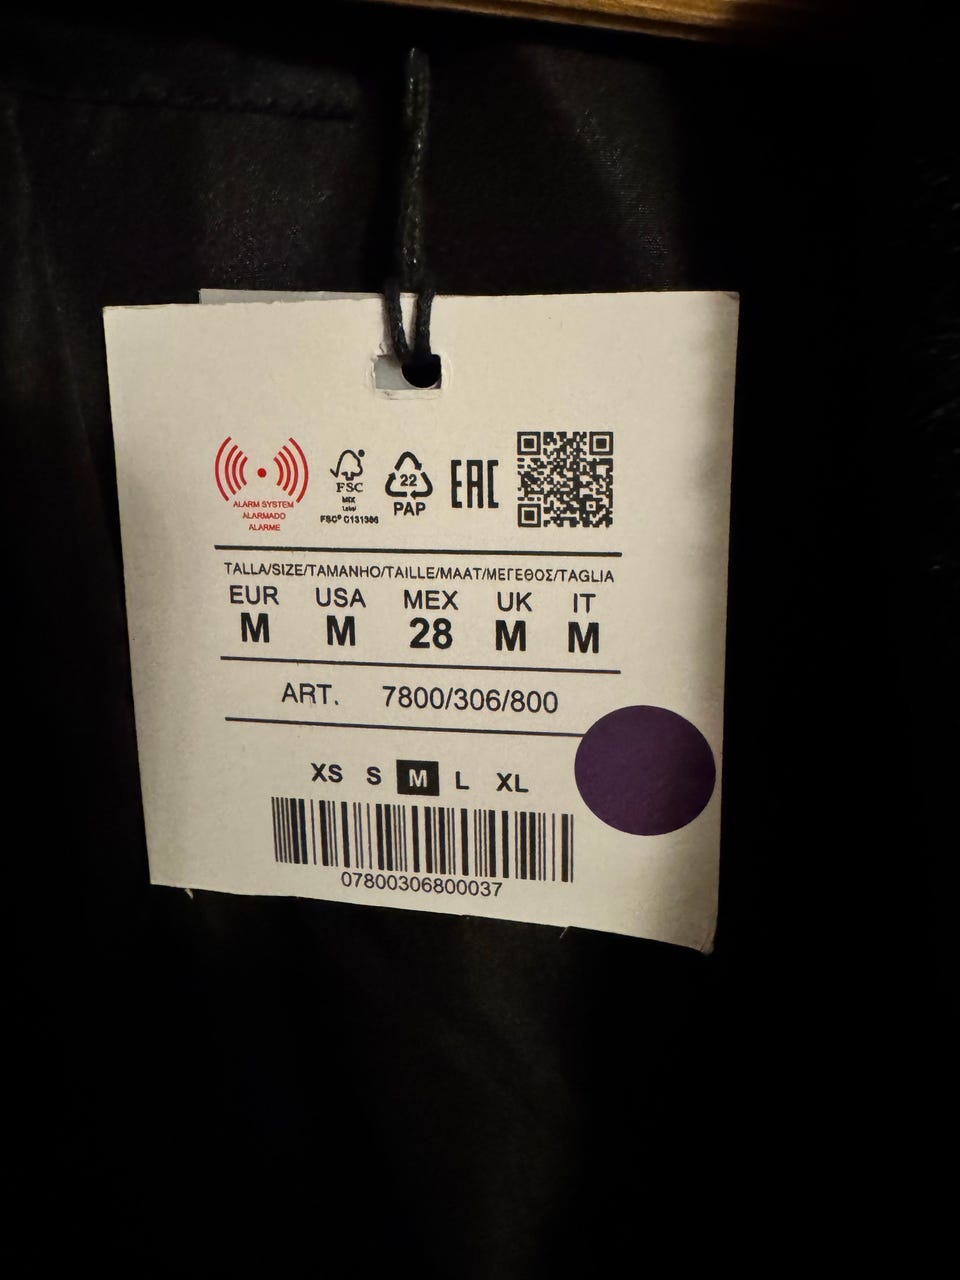 ALARM SYSTEM
ALARMADO
ALARME
FSC
MIX
Label
FSC® C131386
22
PAP
EAC
TALLA/SIZE/TAMANHO/TAILLE/MAAT/ΜΕΓΕΘΟΣ/TAGLIA
EUR USA MEX UK IT
M M 28 M M
ART. 7800/306/800
XS S M L XL
07800306800037